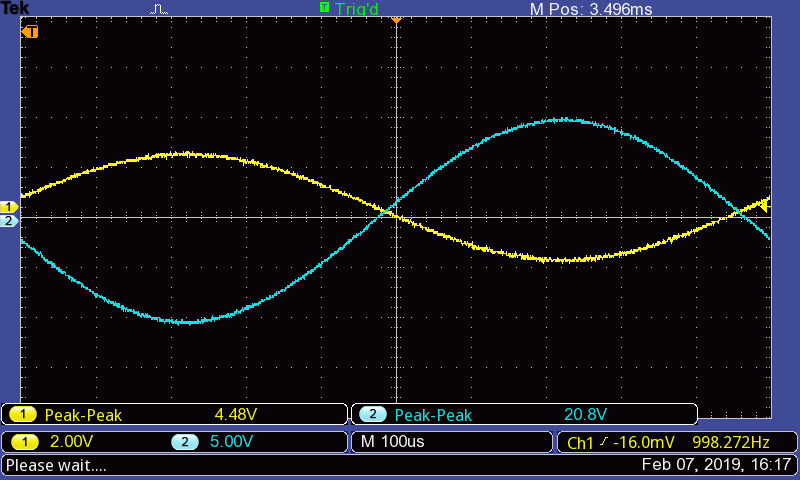 Tek T Trig'd M Pos: 3.496ms
T
1
2
1 Peak-Peak 4.48V 2 Peak-Peak 20.8V
1 2.00V 2 5.00V M 100us Ch1 -16.0mV 998.272Hz
Please wait.... Feb 07, 2019, 16:17